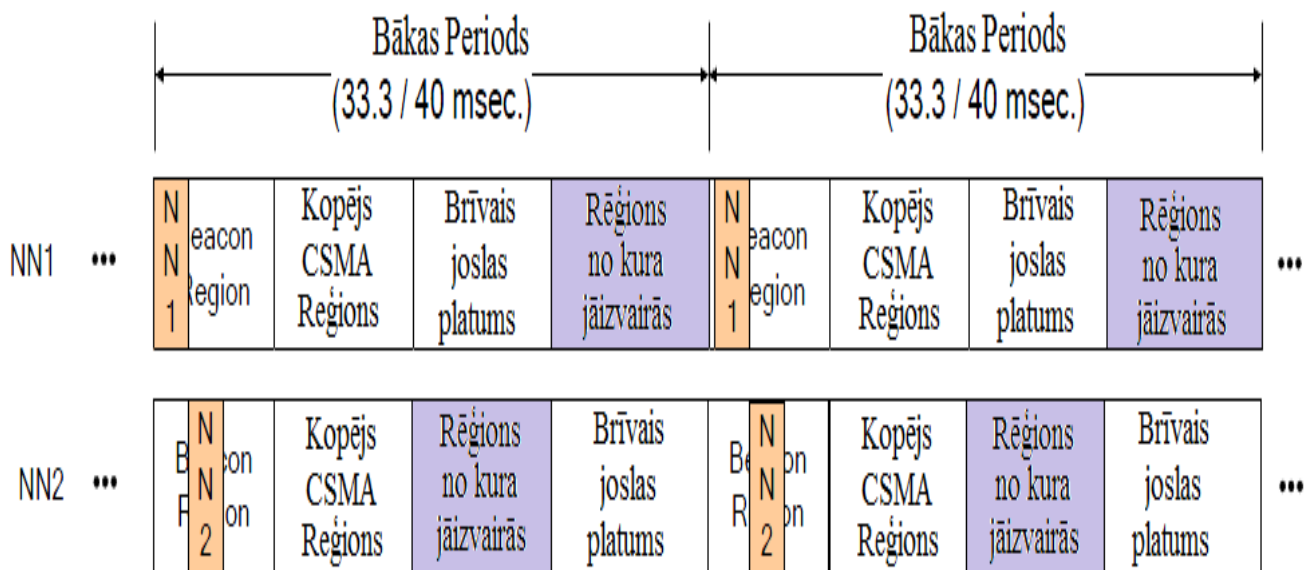 Bākas Periods
(33.3 / 40 msec.)
Bākas Periods
(33.3 / 40 msec.)
NN1
•••
N
N
1
eacon
Region
Kopējs
CSMA
Reģions
Brīvais
joslas
platums
Rēģions
no kura
jāizvairās
N
N
1
eacon
egion
Kopējs
CSMA
Reģions
Brīvais
joslas
platums
Rēģions
no kura
jāizvairās
•••
NN2
•••
N
N
2
Kopējs
CSMA
Reģions
Rēģions
no kura
jāizvairās
Brīvais
joslas
platums
N
N
2
Kopējs
CSMA
Reģions
Rēģions
no kura
jāizvairās
Brīvais
joslas
platums
•••